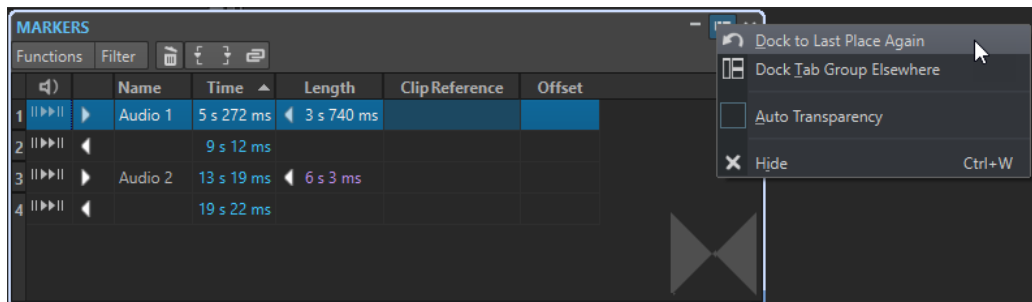 MARKERS
Functions Filter
Name Time Length Clip Reference Offset
1 Audio 1 5 s 272 ms 3 s 740 ms
2 9 s 12 ms
3 Audio 2 13 s 19 ms 6 s 3 ms
4 19 s 22 ms
Dock to Last Place Again
Dock Tab Group Elsewhere
Auto Transparency
Hide Ctrl+W